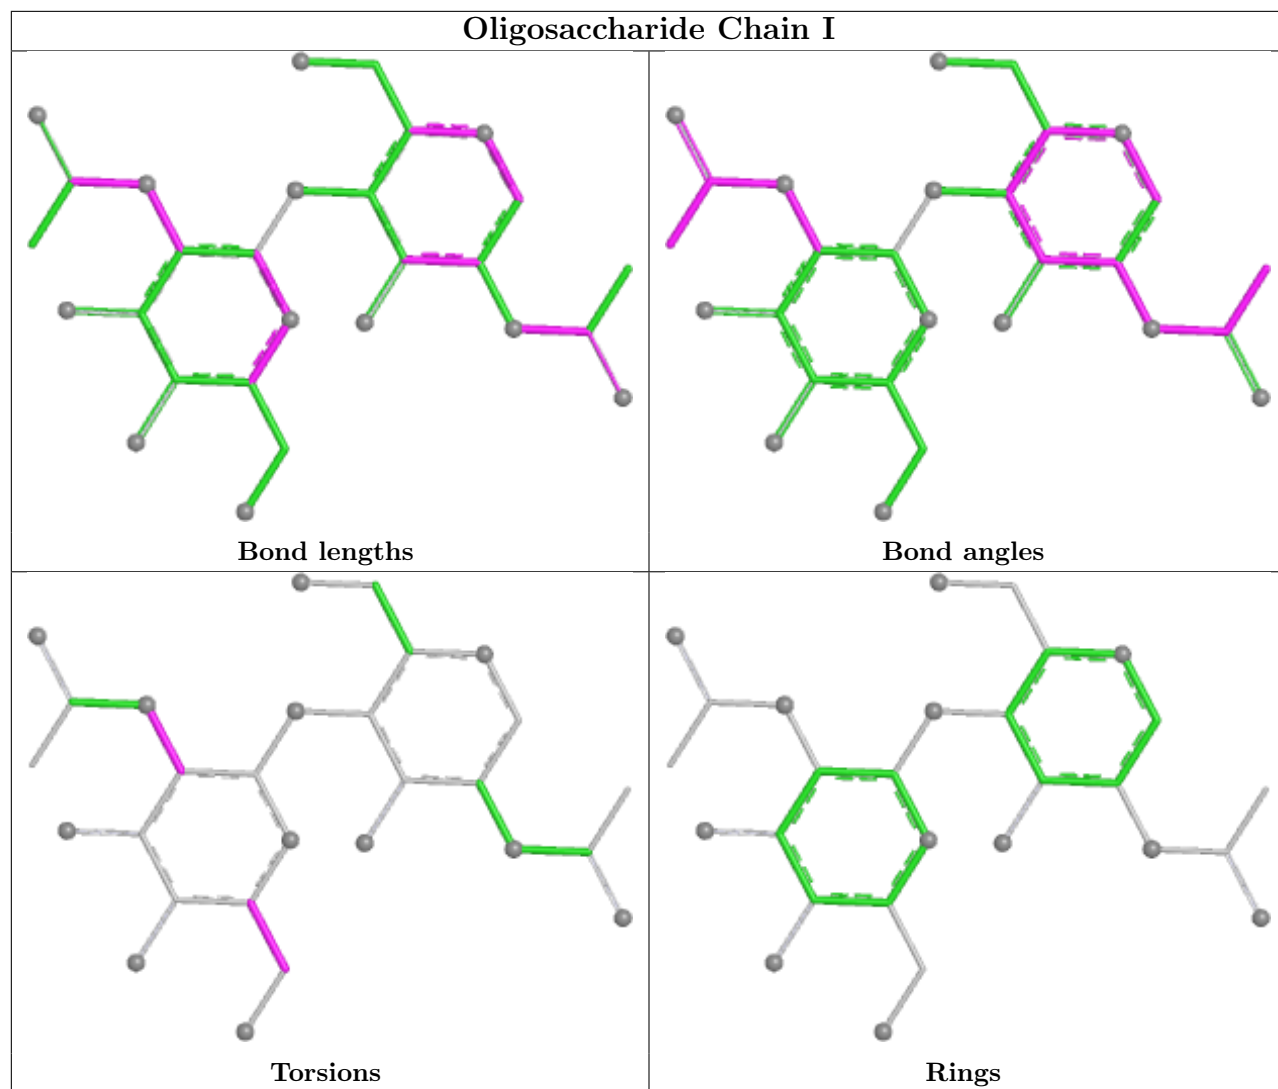 Oligosaccharide Chain I
Bond lengths
Bond angles
Torsions
Rings